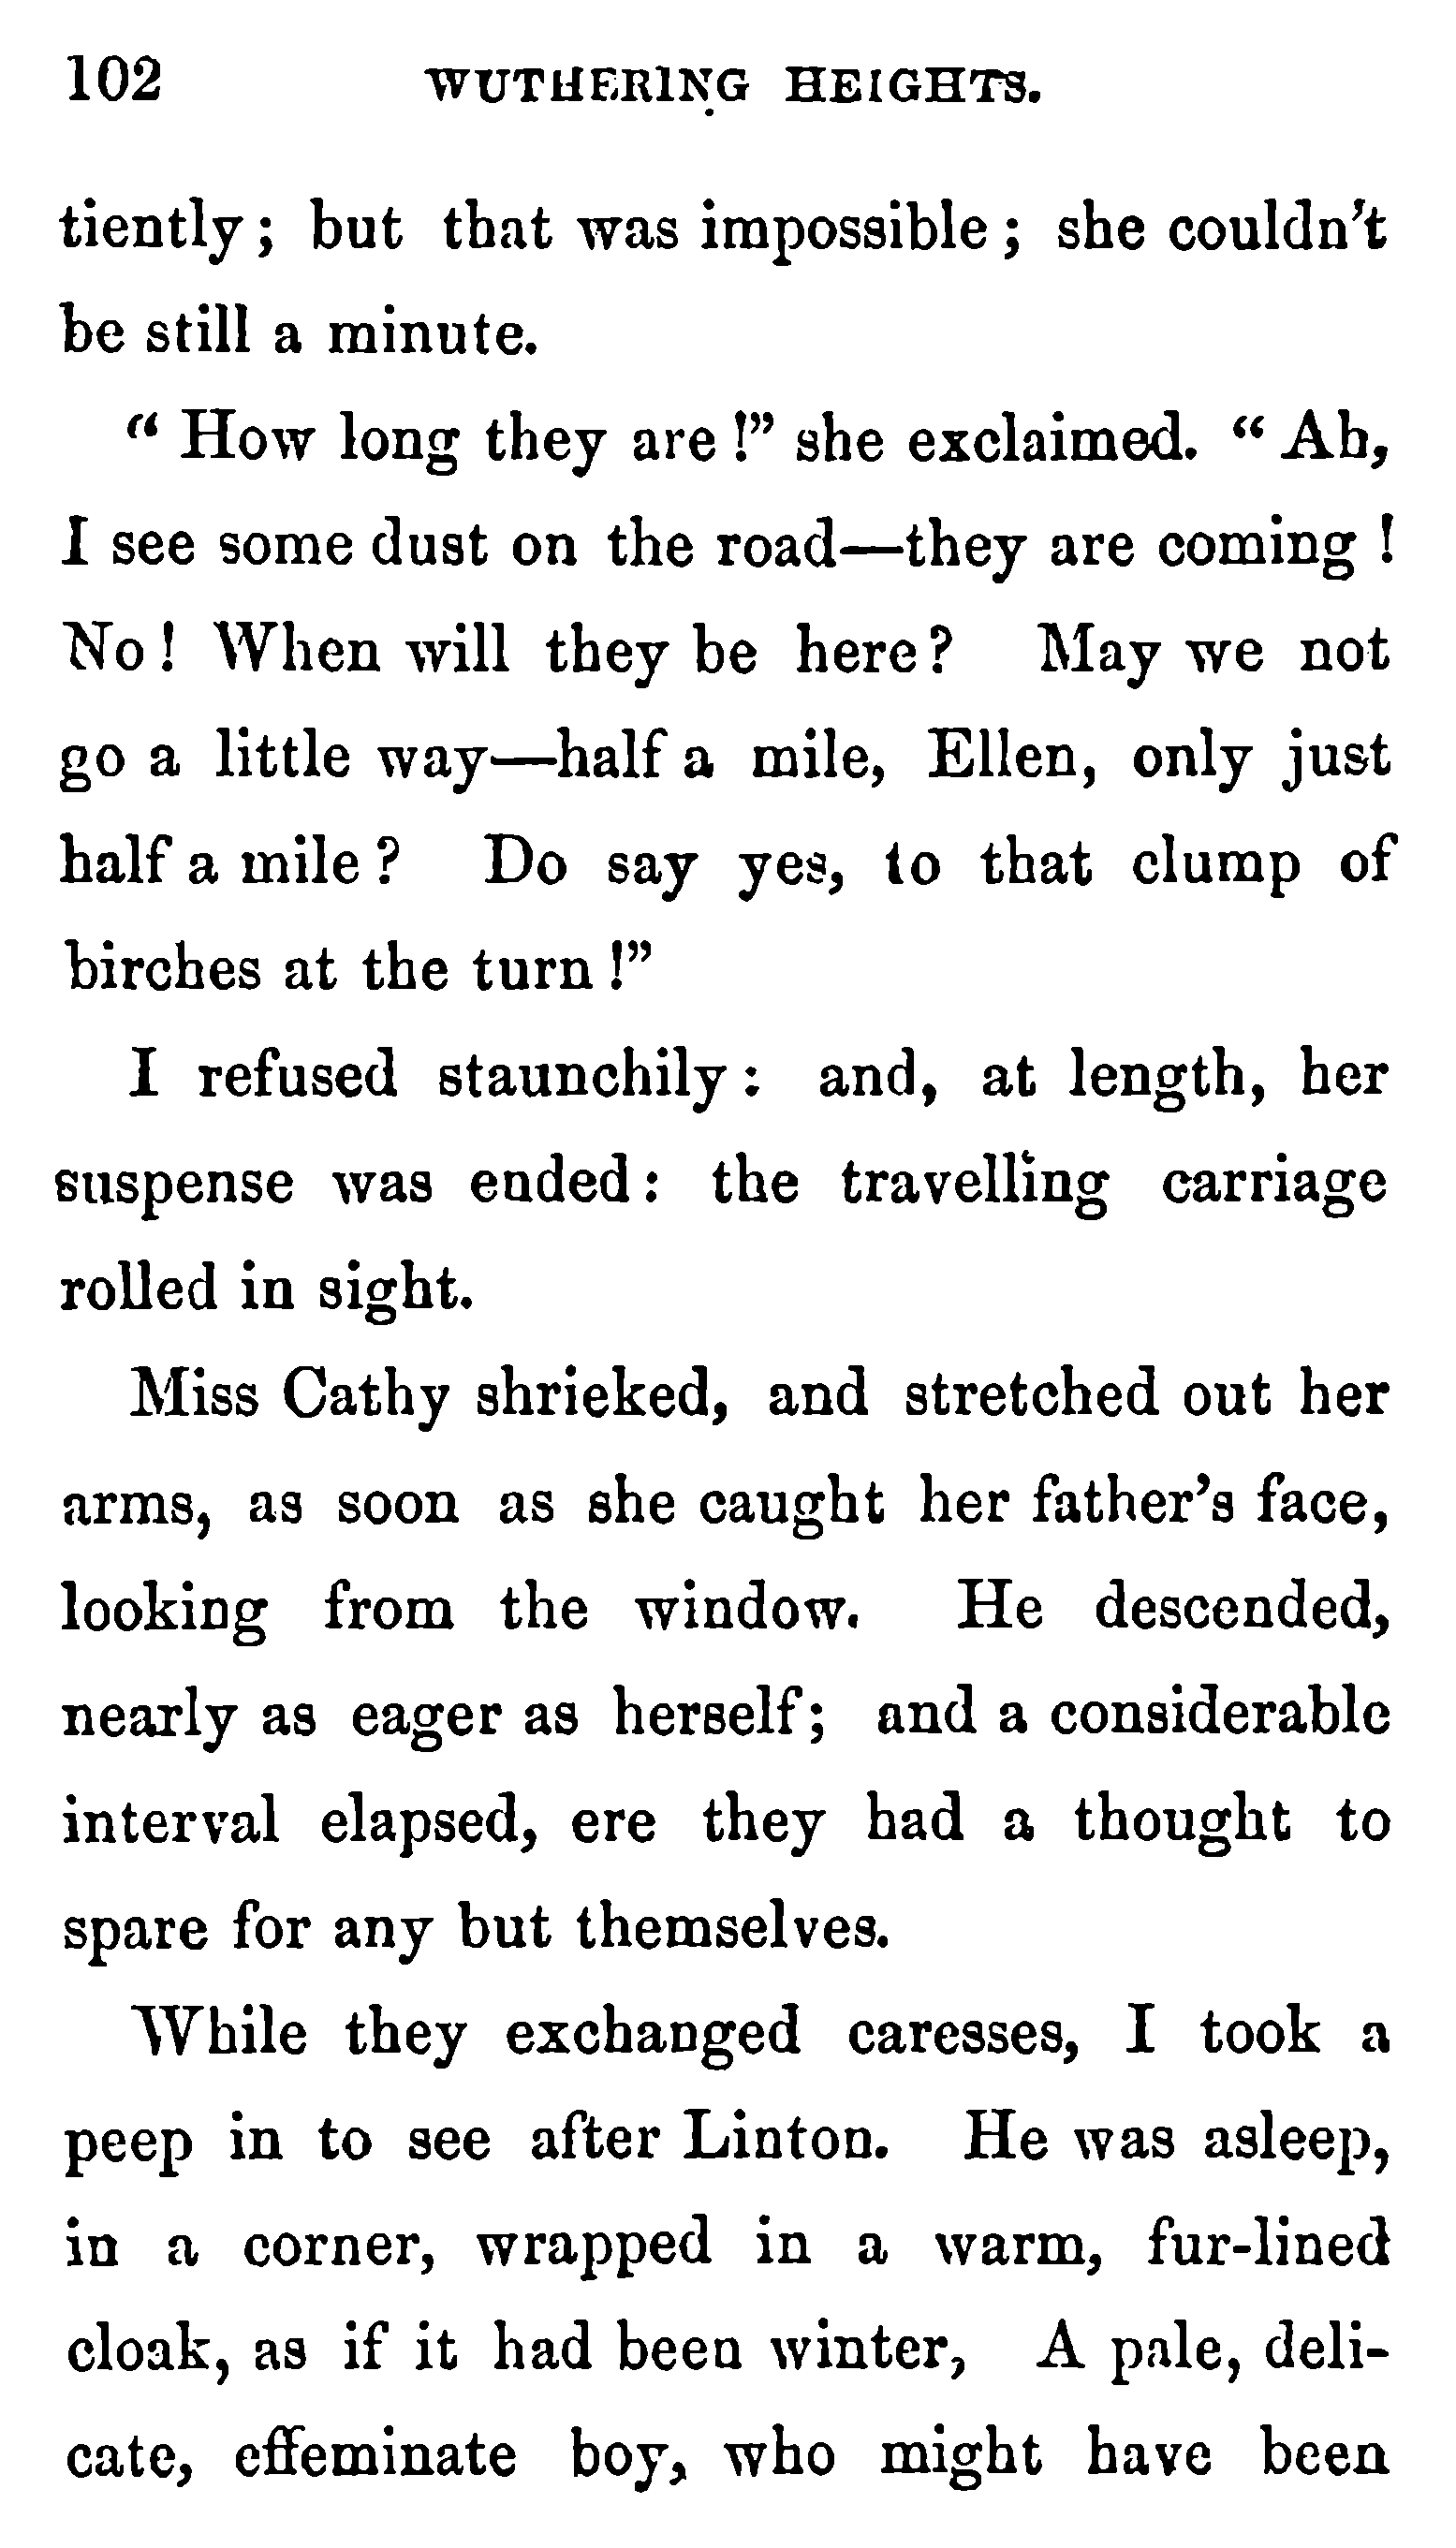 102 WUTHERING HEIGHTS.
tiently; but that was impossible; she couldn't
be still a minute.
“How long they are!” she exclaimed. “Ah,
I see some dust on the road—they are coming!
No! When will they be here? May we not
go a little way—half a mile, Ellen, only just
half a mile? Do say yes, to that clump of
birches at the turn!”
I refused staunchily: and, at length, her
suspense was ended: the travelling carriage
rolled in sight.
Miss Cathy shrieked, and stretched out her
arms, as soon as she caught her father's face,
looking from the window. He descended,
nearly as eager as herself; and a considerable
interval elapsed, ere they had a thought to
spare for any but themselves.
While they exchanged caresses, I took a
peep in to see after Linton. He was asleep,
in a corner, wrapped in a warm, fur-lined
cloak, as if it had been winter, A pale, deli-
cate, effeminate boy, who might have been